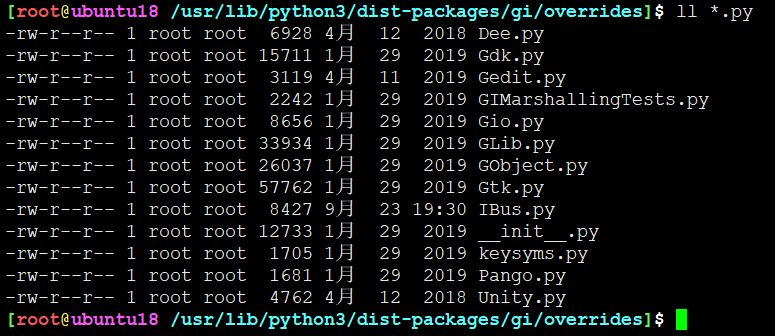 [root@ubuntu18 /usr/lib/python3/dist-packages/gi/overrides]$ ll *.py
-rw-r--r-- 1 root root  6928 4月  12  2018 Dee.py
-rw-r--r-- 1 root root 15711 1月  29  2019 Gdk.py
-rw-r--r-- 1 root root  3119 4月  11  2018 Gedit.py
-rw-r--r-- 1 root root  2242 1月  29  2019 GIMarshallingTests.py
-rw-r--r-- 1 root root  8656 1月  29  2019 Gio.py
-rw-r--r-- 1 root root 33934 1月  29  2019 GLib.py
-rw-r--r-- 1 root root 26037 1月  29  2019 GObject.py
-rw-r--r-- 1 root root 57762 1月  29  2019 Gtk.py
-rw-r--r-- 1 root root  8427 9月  23 19:30 IBus.py
-rw-r--r-- 1 root root 12733 1月  29  2019 __init__.py
-rw-r--r-- 1 root root  1705 1月  29  2019 keysyms.py
-rw-r--r-- 1 root root  1681 1月  29  2019 Pango.py
-rw-r--r-- 1 root root  4762 4月  12  2018 Unity.py
[root@ubuntu18 /usr/lib/python3/dist-packages/gi/overrides]$